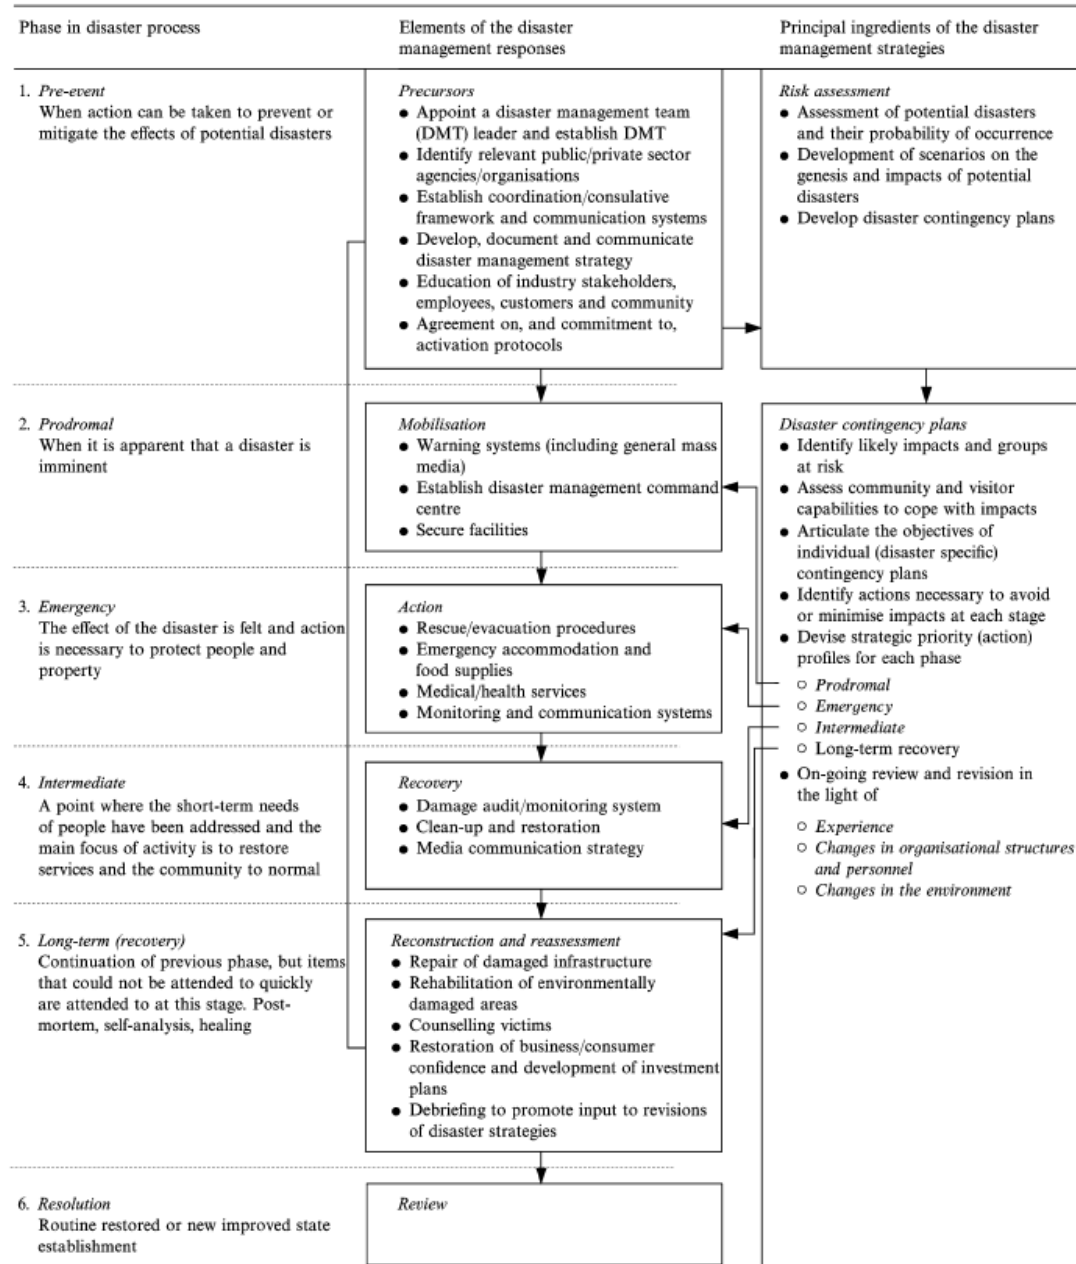 Phase in disaster process
Elements of the disaster
management responses
Principal ingredients of the disaster
management strategies
1. Pre-event
When action can be taken to prevent or
mitigate the effects of potential disasters
Precursors
● Appoint a disaster management team
(DMT) leader and establish DMT
● Identify relevant public/private sector
agencies/organisations
● Establish coordination/consulative
framework and communication systems
● Develop, document and communicate
disaster management strategy
● Education of industry stakeholders,
employees, customers and community
● Agreement on, and commitment to,
activation protocols
Risk assessment
● Assessment of potential disasters
and their probability of occurrence
● Development of scenarios on the
genesis and impacts of potential
disasters
● Develop disaster contingency plans
2. Prodromal
When it is apparent that a disaster is
imminent
Mobilisation
● Warning systems (including general mass
media)
● Establish disaster management command
centre
● Secure facilities
Disaster contingency plans
● Identify likely impacts and groups
at risk
● Assess community and visitor
capabilities to cope with impacts
● Articulate the objectives of
individual (disaster specific)
contingency plans
● Identify actions necessary to avoid
or minimise impacts at each stage
● Devise strategic priority (action)
profiles for each phase
○ Prodromal
○ Emergency
○ Intermediate
○ Long-term recovery
● On-going review and revision in
the light of
○ Experience
○ Changes in organisational structures
and personnel
○ Changes in the environment
3. Emergency
The effect of the disaster is felt and action
is necessary to protect people and
property
Action
● Rescue/evacuation procedures
● Emergency accommodation and
food supplies
● Medical/health services
● Monitoring and communication systems
4. Intermediate
A point where the short-term needs
of people have been addressed and the
main focus of activity is to restore
services and the community to normal
Recovery
● Damage audit/monitoring system
● Clean-up and restoration
● Media communication strategy
5. Long-term (recovery)
Continuation of previous phase, but items
that could not be attended to quickly
are attended to at this stage. Post-
mortem, self-analysis, healing
Reconstruction and reassessment
● Repair of damaged infrastructure
● Rehabilitation of environmentally
damaged areas
● Counselling victims
● Restoration of business/consumer
confidence and development of investment
plans
● Debriefing to promote input to revisions
of disaster strategies
6. Resolution
Routine restored or new improved state
establishment
Review